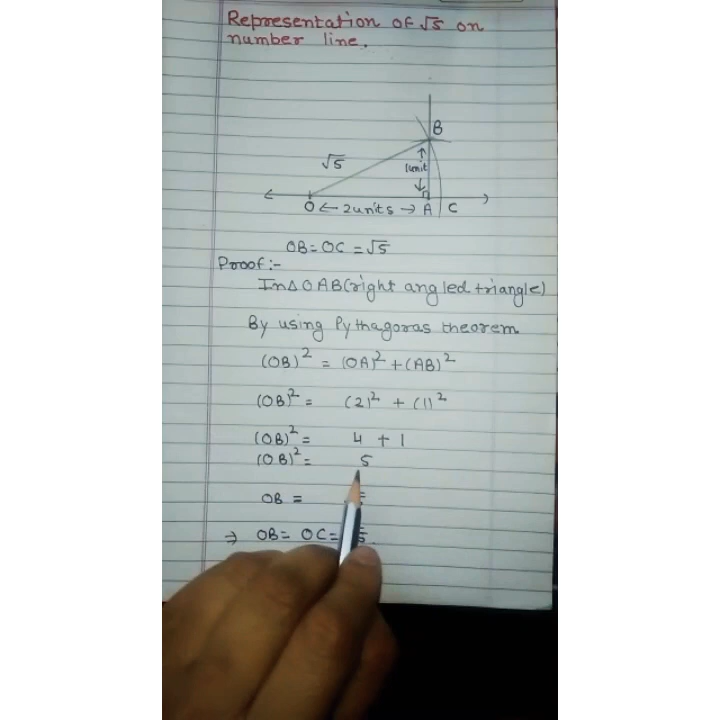 Representation of √5 on
number line.
B
√5
1unit
O ← 2units → A C
OB = OC = √5
Proof :-
In △ OAB (right angled triangle)
By using Pythagoras theorem
(OB)² = (OA)² + (AB)²
(OB)² = (2)² + (1)²
(OB)² = 4 + 1
(OB)² = 5
OB =
⇒ OB = OC =